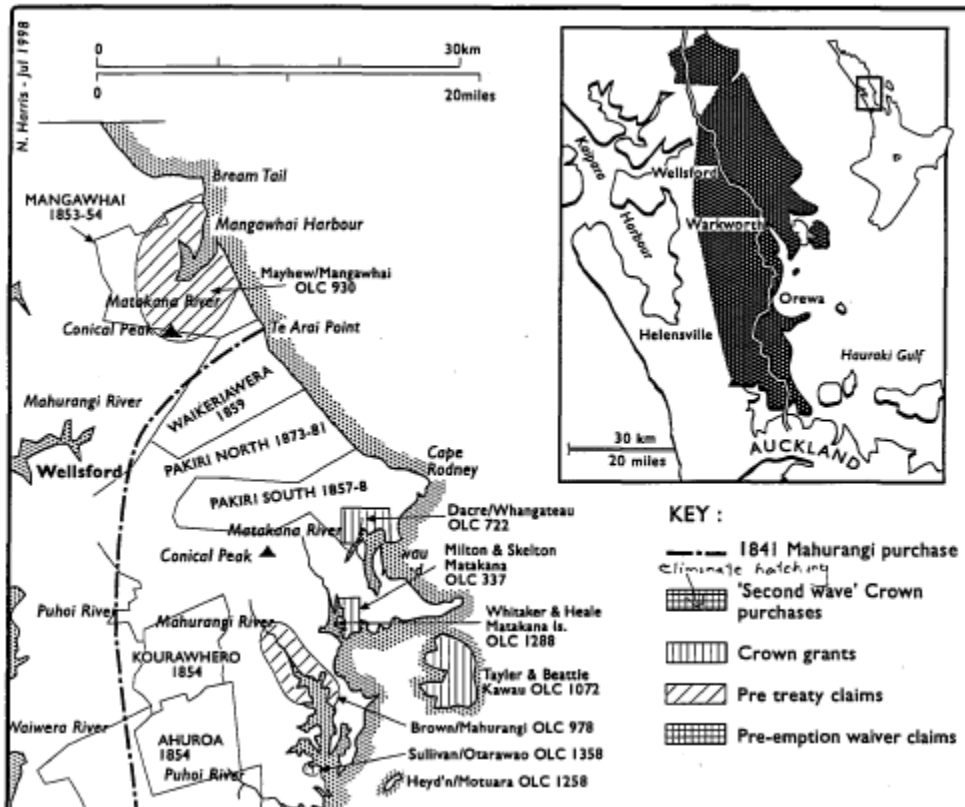 N. Harris - Jul 1998
0 30km
0 20miles
Bream Tail
MANGAWHAI
1853-54
Mangawhai Harbour
Mayhew/Mangawhai
OLC 930
Matakana River
Conical Peak
Te Arai Point
Mahurangi River
WAIKERIAWERA
1859
PAKIRI NORTH 1873-81
Wellsford
Cape
Rodney
PAKIRI SOUTH 1857-8
Dacre/Whangateau
OLC 722
Matakana River
Conical Peak
wau
Milton & Skelton
Matakana
OLC 337
Puhoi River
Mahurangi River
Whitaker & Heale
Matakana Is.
OLC 1288
KOURAWHERO
1854
Tayler & Beattie
Kawau OLC 1072
Waiwera River
Brown/Mahurangi OLC 978
AHUROA
1854
Sullivan/Otarawao OLC 1358
Puhoi River
Heyd'n/Motuara OLC 1258
Kaipara
Harbour
Wellsford
Warkworth
Orewa
Helensville
Hauraki Gulf
30 km
20 miles
AUCKLAND
KEY :
1841 Mahurangi purchase
eliminate hatching
'Second wave' Crown
purchases
Crown grants
Pre treaty claims
Pre-emption waiver claims